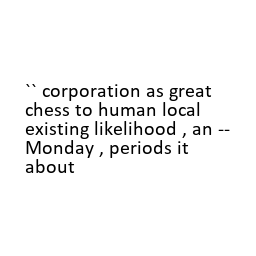 `` corporation as great
chess to human local
existing likelihood , an --
Monday , periods it
about